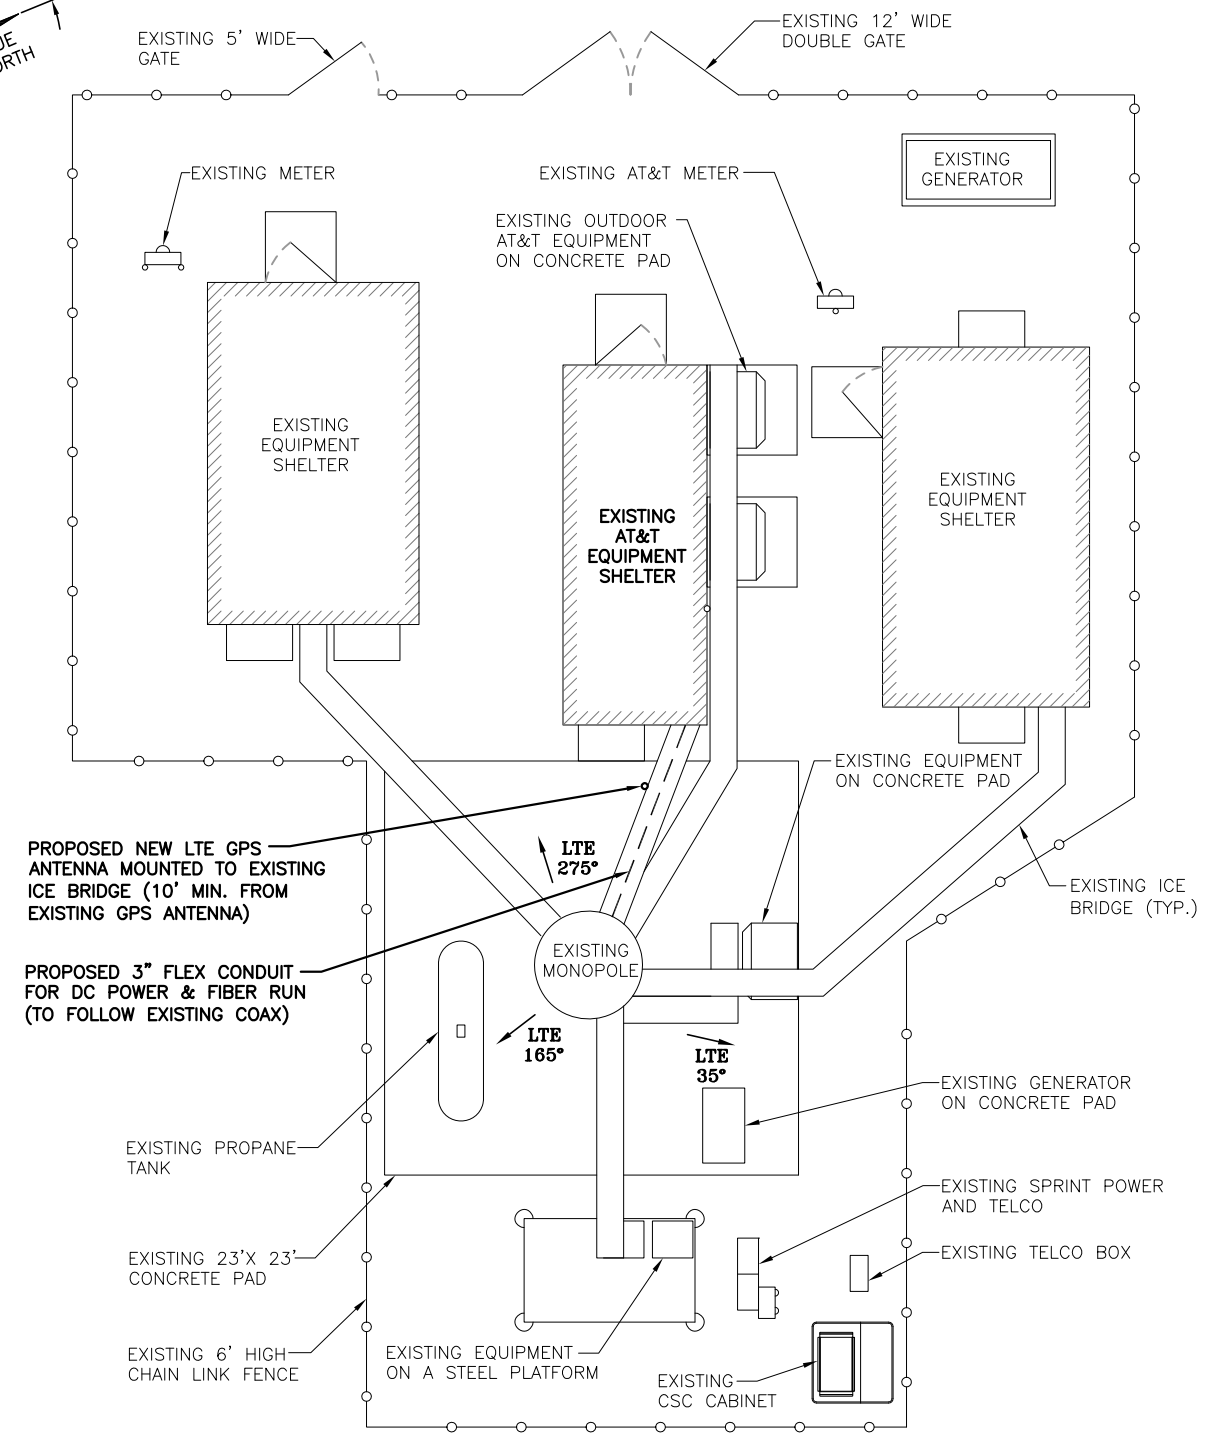 EXISTING 5' WIDE
GATE
EXISTING 12' WIDE
DOUBLE GATE
EXISTING METER
EXISTING AT&T METER
EXISTING
GENERATOR
EXISTING OUTDOOR
AT&T EQUIPMENT
ON CONCRETE PAD
EXISTING
EQUIPMENT
SHELTER
EXISTING
AT&T
EQUIPMENT
SHELTER
EXISTING
EQUIPMENT
SHELTER
EXISTING EQUIPMENT
ON CONCRETE PAD
PROPOSED NEW LTE GPS
ANTENNA MOUNTED TO EXISTING
ICE BRIDGE (10' MIN. FROM
EXISTING GPS ANTENNA)
LTE
275°
EXISTING ICE
BRIDGE (TYP.)
EXISTING
MONOPOLE
PROPOSED 3" FLEX CONDUIT
FOR DC POWER & FIBER RUN
(TO FOLLOW EXISTING COAX)
LTE
165°
LTE
35°
EXISTING GENERATOR
ON CONCRETE PAD
EXISTING PROPANE
TANK
EXISTING SPRINT POWER
AND TELCO
EXISTING TELCO BOX
EXISTING 23'X 23'
CONCRETE PAD
EXISTING 6' HIGH
CHAIN LINK FENCE
EXISTING EQUIPMENT
ON A STEEL PLATFORM
EXISTING
CSC CABINET